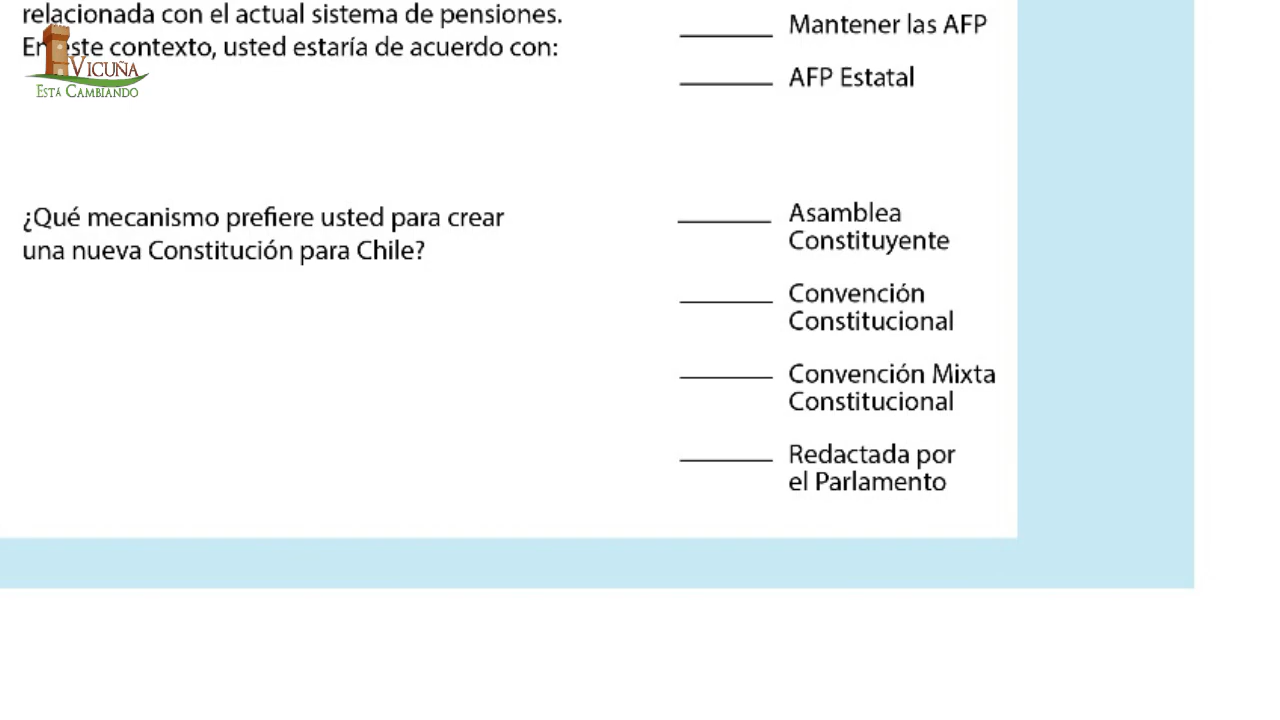 relacionada con el actual sistema de pensiones.
En este contexto, usted estaría de acuerdo con:
VICUÑA
ESTÁ CAMBIANDO
Mantener las AFP
AFP Estatal
¿Qué mecanismo prefiere usted para crear
una nueva Constitución para Chile?
Asamblea
Constituyente
Convención
Constitucional
Convención Mixta
Constitucional
Redactada por
el Parlamento